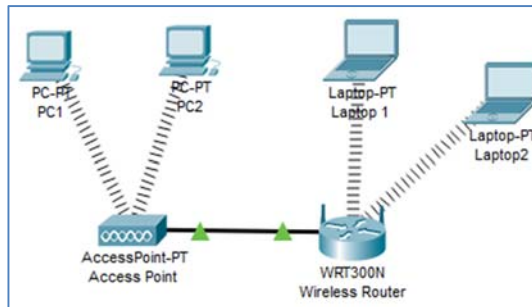 PC-PT
PC1
PC-PT
PC2
Laptop-PT
Laptop 1
Laptop-PT
Laptop2
AccessPoint-PT
Access Point
WRT300N
Wireless Router